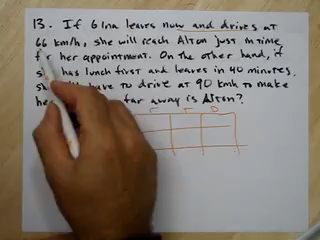 13. If Gina leaves now and drives at
66 km/h, she will reach Alton just in time
for her appointment. On the other hand, if
has lunch first and leaves in 40 minutes,
have to drive at 90 km to make
far away is Alton?
r T D